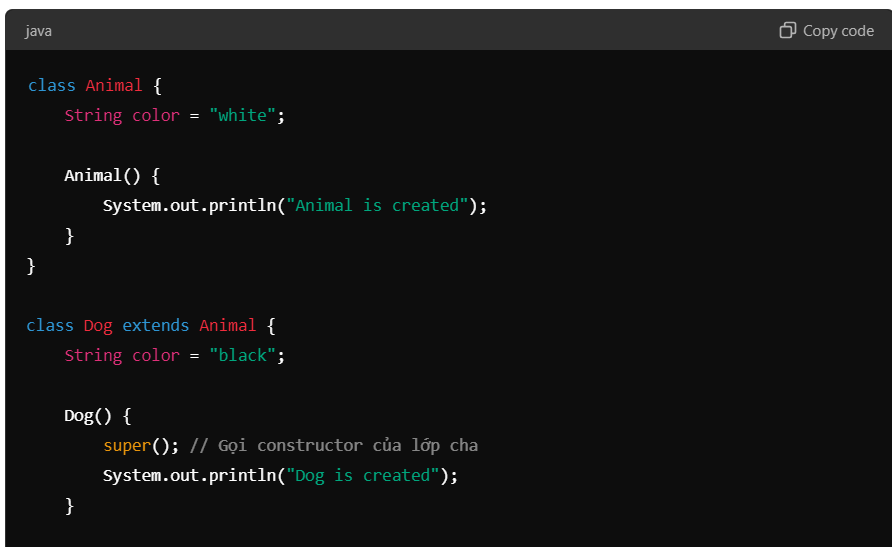 java
Copy code
class Animal {
    String color = "white";
    Animal() {
        System.out.println("Animal is created");
    }
}
class Dog extends Animal {
    String color = "black";
    Dog() {
        super(); // Gọi constructor của lớp cha
        System.out.println("Dog is created");
    }